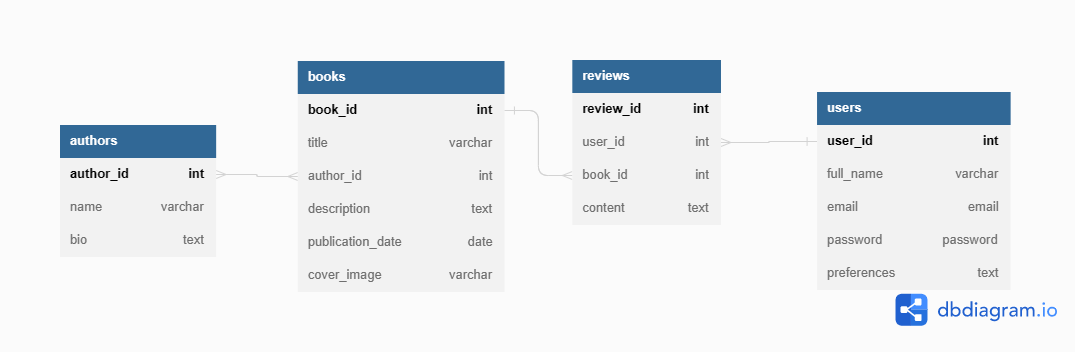 authors
author_id int
name varchar
bio text
books
book_id int
title varchar
author_id int
description text
publication_date date
cover_image varchar
reviews
review_id int
user_id int
book_id int
content text
users
user_id int
full_name varchar
email email
password password
preferences text
dbdiagram.io